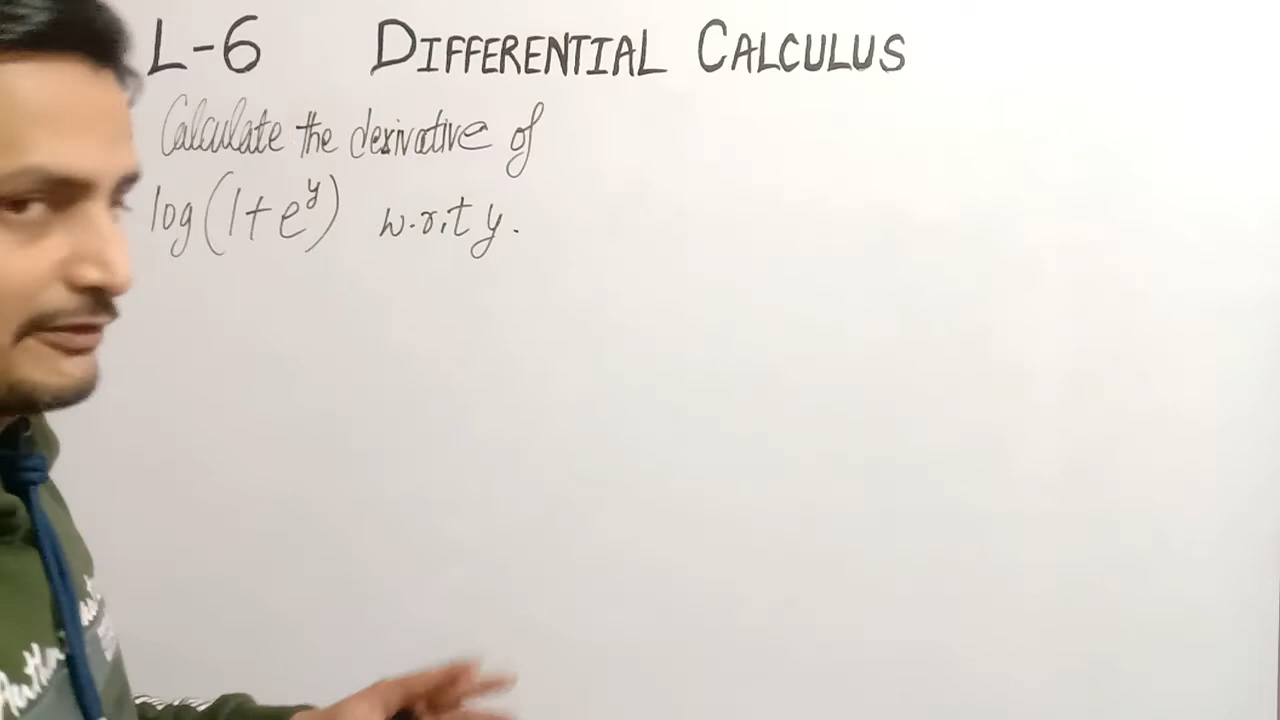 L-6 DIFFERENTIAL CALCULUS
Calculate the derivative of
log(1+e^y) w.r.t y.